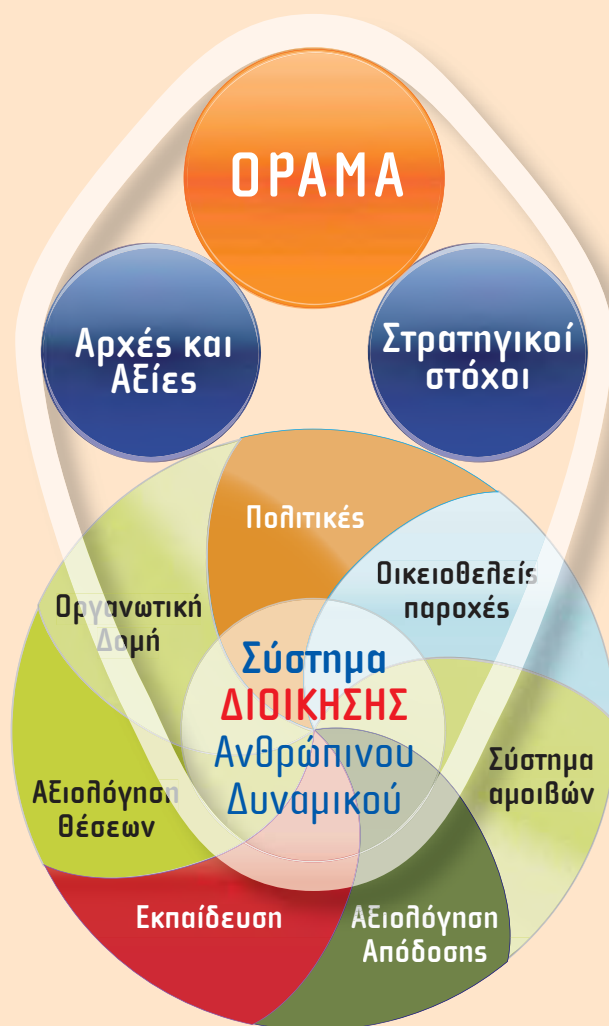 ΟΡΑΜΑ
Αρχές και
Αξίες
Στρατηγικοί
στόχοι
Πολιτικές
Οικειοθελείς
παροχές
Οργανωτική
Δομή
Σύστημα
ΔΙΟΙΚΗΣΗΣ
Ανθρώπινου
Δυναμικού
Σύστημα
αμοιβών
Αξιολόγηση
θέσεων
Εκπαίδευση
Αξιολόγηση
Απόδοσης